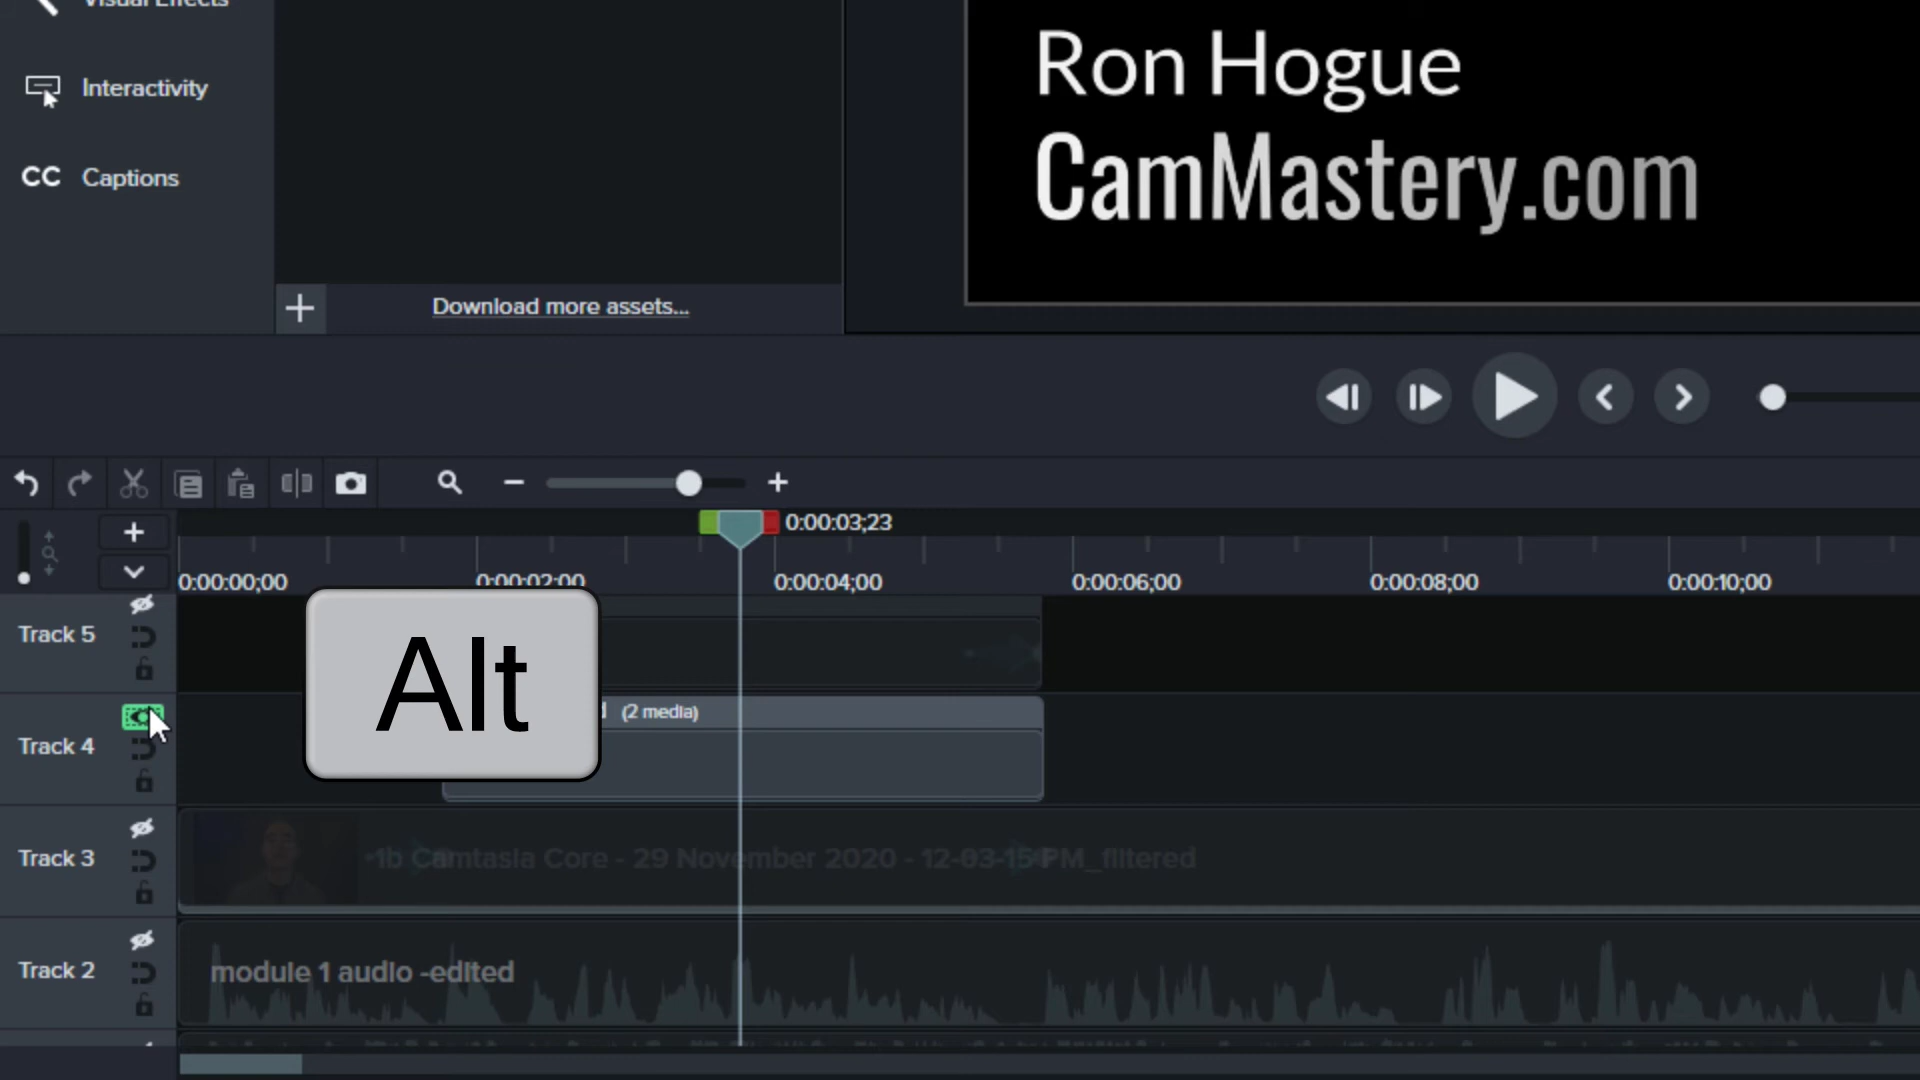 Visual Effects
Interactivity
CC Captions
Download more assets...
Ron Hogue
CamMastery.com
0:00:03;23
0:00:00;00
0:00:02;00
0:00:04;00
0:00:06;00
0:00:08;00
0:00:10;00
Track 5
Alt
Track 4
d (2 media)
Track 3
1b Camtasia Core - 29 November 2020 - 12-03-15 PM_filtered
Track 2
module 1 audio -edited